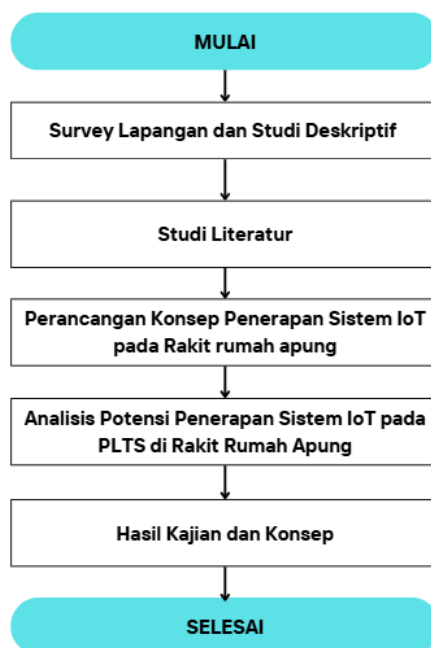 MULAI
Survey Lapangan dan Studi Deskriptif
Studi Literatur
Perancangan Konsep Penerapan Sistem IoT
pada Rakit rumah apung
Analisis Potensi Penerapan Sistem IoT pada
PLTS di Rakit Rumah Apung
Hasil Kajian dan Konsep
SELESAI